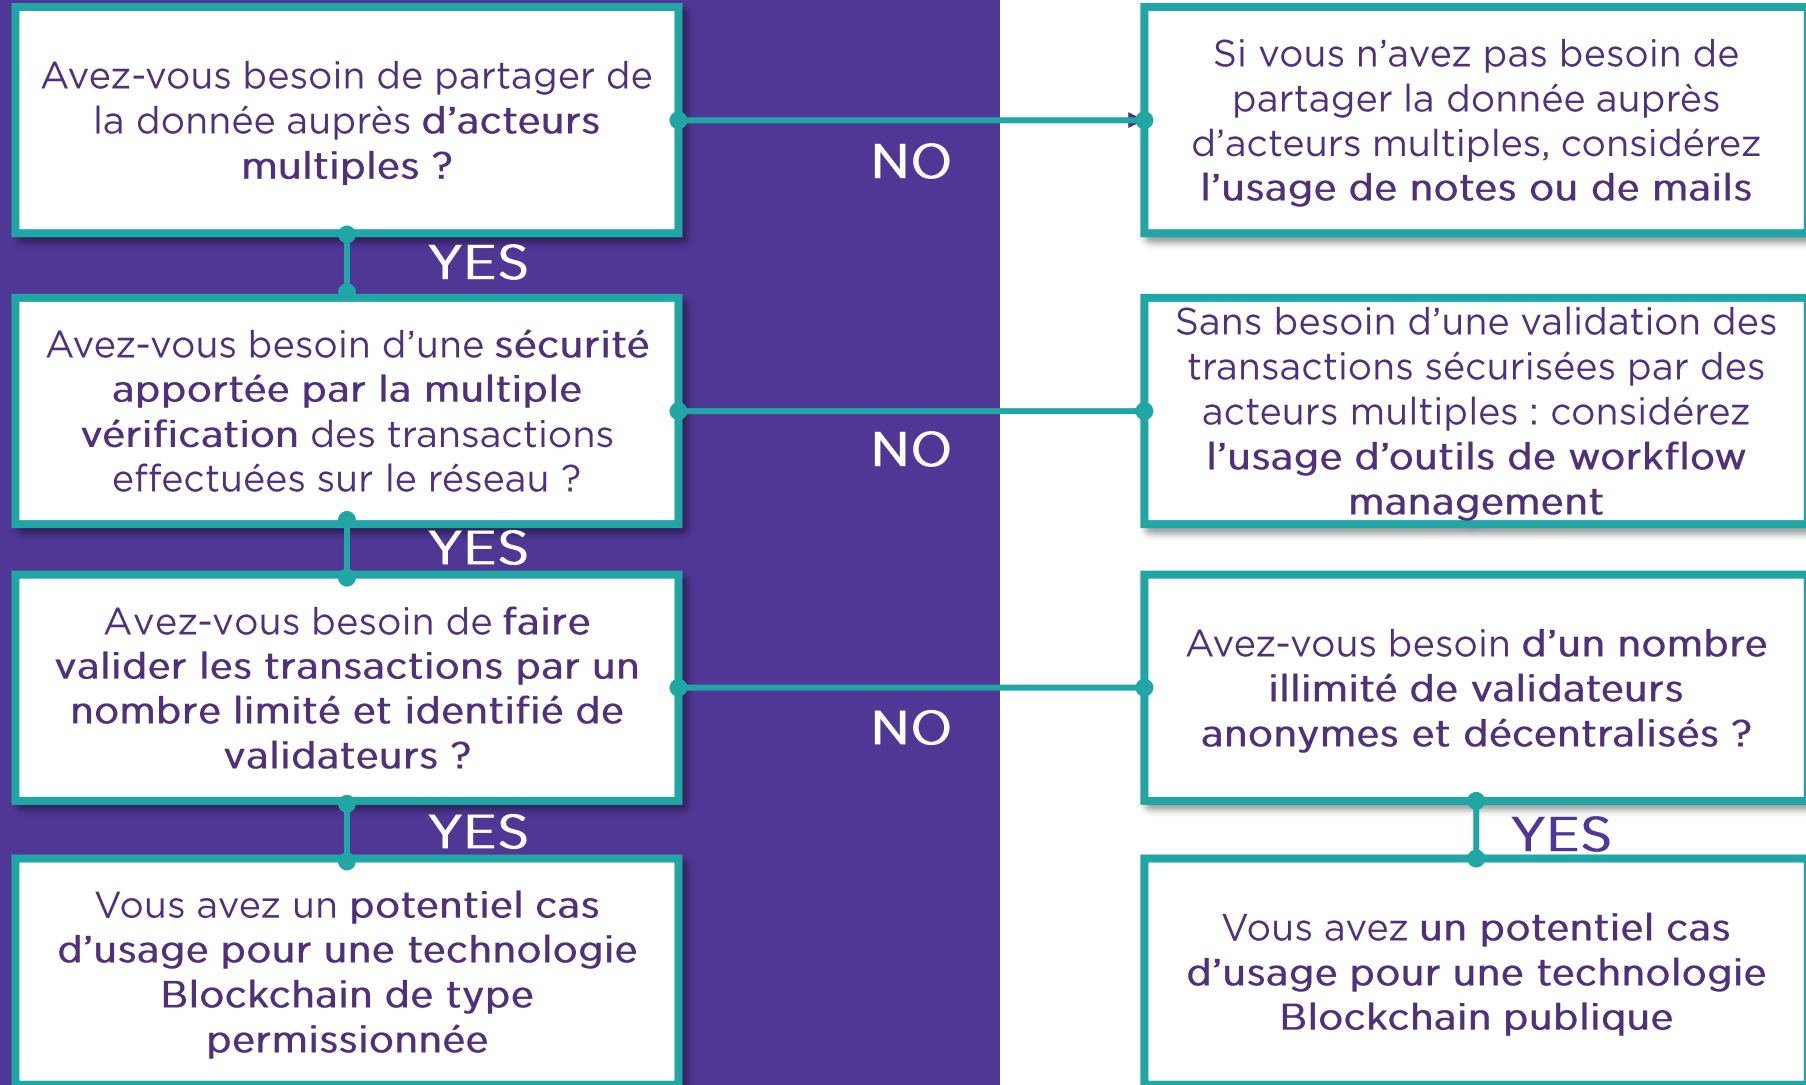 Avez-vous besoin de partager de
la donnée auprès d'acteurs
multiples ?
NO
Si vous n'avez pas besoin de
partager la donnée auprès
d'acteurs multiples, considérez
l'usage de notes ou de mails
YES
Avez-vous besoin d'une sécurité
apportée par la multiple
vérification des transactions
effectuées sur le réseau ?
NO
Sans besoin d'une validation des
transactions sécurisées par des
acteurs multiples : considérez
l'usage d'outils de workflow
management
YES
Avez-vous besoin de faire
valider les transactions par un
nombre limité et identifié de
validateurs ?
NO
Avez-vous besoin d'un nombre
illimité de validateurs
anonymes et décentralisés ?
YES
YES
Vous avez un potentiel cas
d'usage pour une technologie
Blockchain de type
permissionnée
Vous avez un potentiel cas
d'usage pour une technologie
Blockchain publique